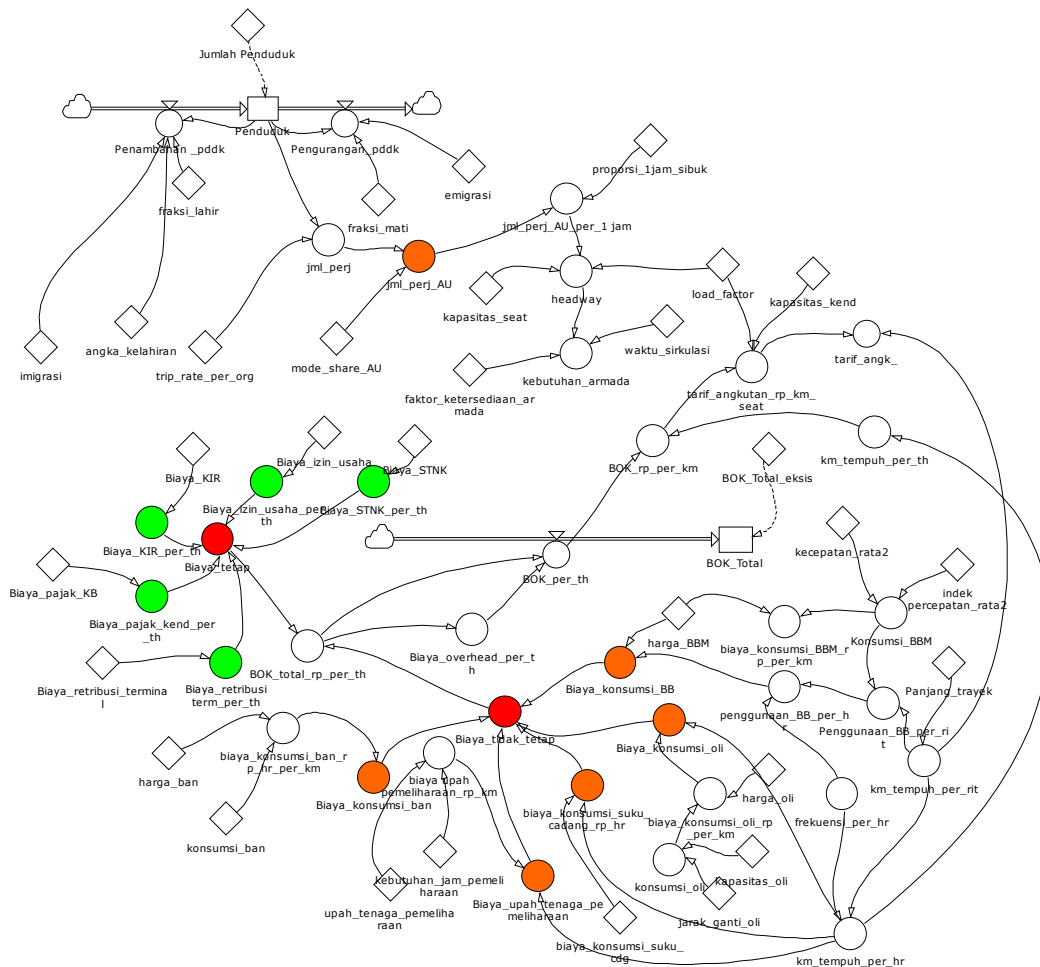 Jumlah Penduduk
Penduduk
Penambahan _pddk
Pengurangan _pddk
proporsi_1jam_sibuk
fraksi_lahir
emigrasi
fraksi_mati
jml_perj_AU_per_1 jam
jml_perj
jml_perj_AU
load_factor
kapasitas_kend
headway
kapasitas_seat
imigrasi
angka_kelahiran
trip_rate_per_org
mode_share_AU
waktu_sirkulasi
kebutuhan_armada
tarif_angk_
faktor_ketersediaan_ar
mada
tarif_angkutan_rp_km_
seat
Biaya_KIR
Biaya_izin_usaha
Biaya_STNK
BOK_rp_per_km
km_tempuh_per_th
BOK_Total_eksis
Biaya_izin_usaha_per_
th
Biaya_STNK_per_th
Biaya_KIR_per_th
Biaya_tetap
BOK_per_th
BOK_Total
kecepatan_rata2
indek
percepatan_rata2
Biaya_pajak_KB
Biaya_pajak_kend_per
_th
BOK_total_rp_per_th
Biaya_overhead_per_t
h
harga_BBM
biaya_konsumsi_BBM_r
p_per_km
Konsumsi_BBM
Biaya_retribusi_termina
l
Biaya_retribusi
term_per_th
Biaya_konsumsi_BB
penggunaan_BB_per_h
r
Penggunaan_BB_per_ri
t
Panjang_trayek
Biaya_tidak_tetap
Biaya_konsumsi_oli
harga_ban
biaya_konsumsi_ban_r
p_hr_per_km
Biaya_konsumsi_ban
biaya_upah
pemeliharaan_rp_km
biaya_konsumsi_suku_
cadang_rp_hr
harga_oli
biaya_konsumsi_oli_rp
_per_km
frekuensi_per_hr
km_tempuh_per_rit
konsumsi_ban
kebutuhan_jam_pemeli
haraan
upah_tenaga_pemeliha
raan
Biaya_upah_tenaga_pe
meliharaan
konsumsi_oli
kapasitas_oli
jarak_ganti_oli
biaya_konsumsi_suku_
cdg
km_tempuh_per_hr